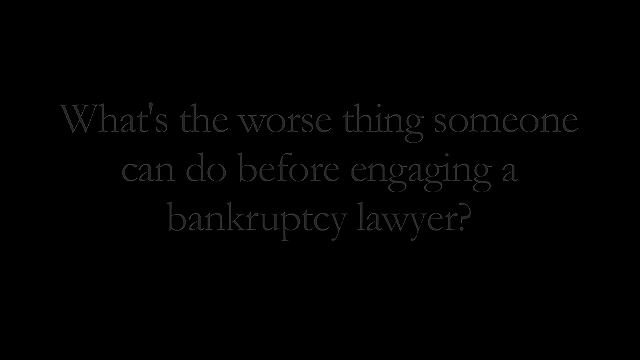 What's the worse thing someone
can do before engaging a
bankruptcy lawyer?